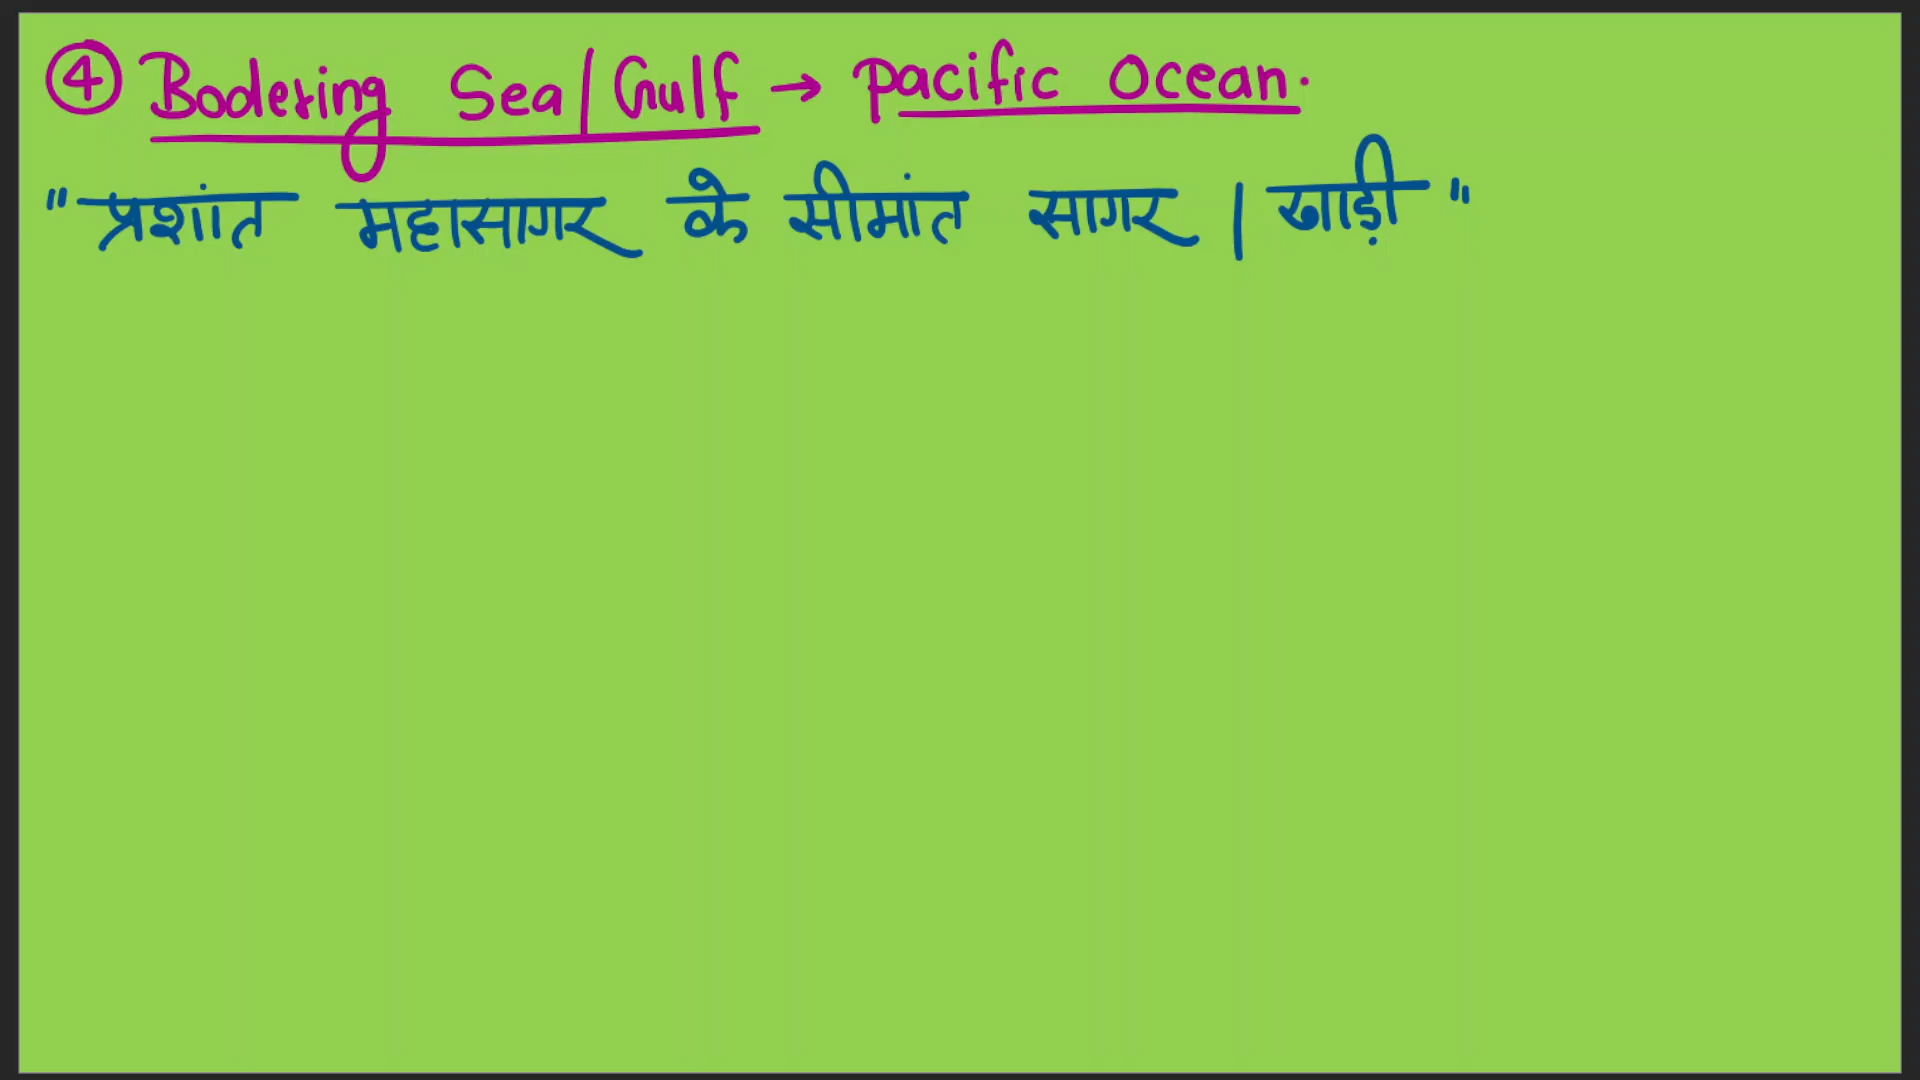 ④ Bodering Sea/Gulf → Pacific Ocean.
"प्रशांत महासागर के सीमांत सागर | खाड़ी"